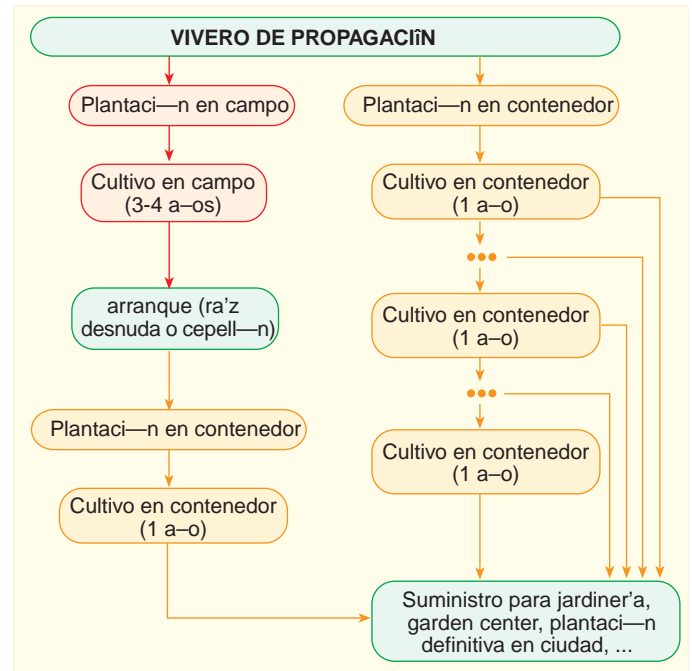 VIVERO DE PROPAGACIîN
Plantaci—n en campo
Cultivo en campo
(3-4 a–os)
arranque (ra’z
desnuda o cepell—n)
Plantaci—n en contenedor
Cultivo en contenedor
(1 a–o)
Plantaci—n en contenedor
Cultivo en contenedor
(1 a–o)
•••
Cultivo en contenedor
(1 a–o)
•••
Cultivo en contenedor
(1 a–o)
Suministro para jardiner’a,
garden center, plantaci—n
definitiva en ciudad, ...